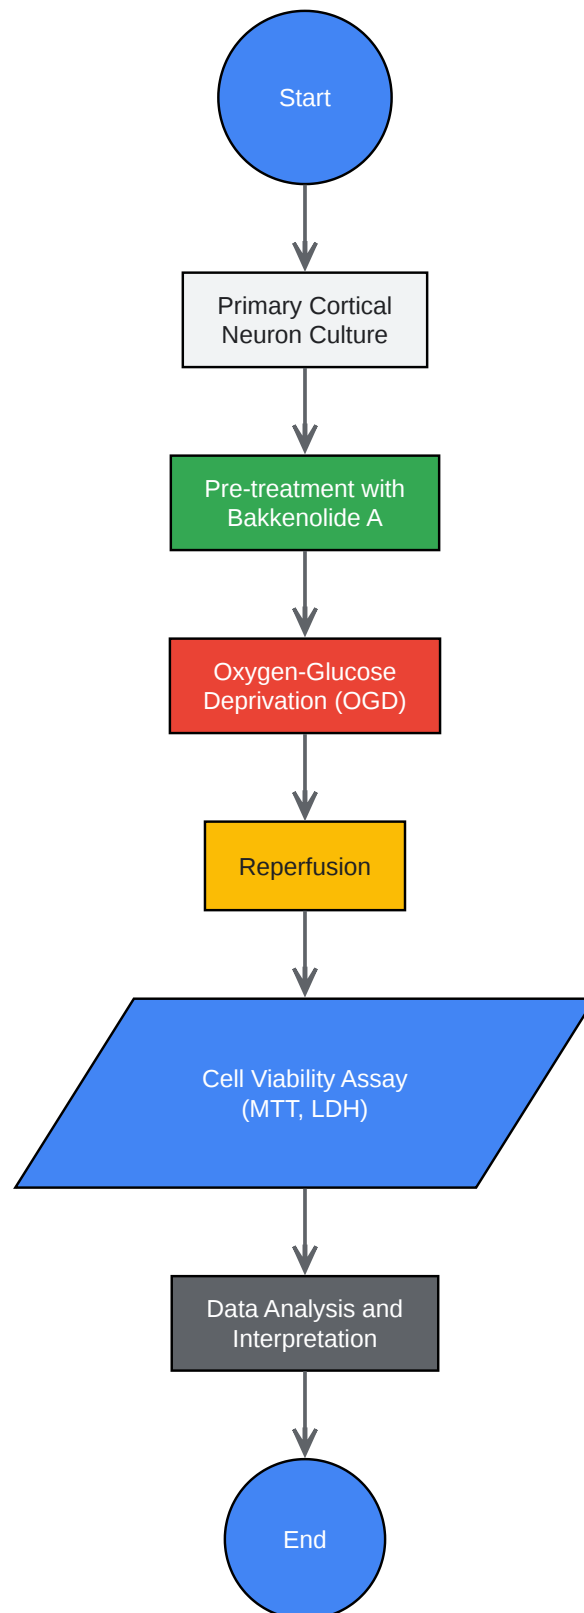 Start
Primary Cortical
Neuron Culture
Pre-treatment with
Bakkenolide A
Oxygen-Glucose
Deprivation (OGD)
Reperfusion
Cell Viability Assay
(MTT, LDH)
Data Analysis and
Interpretation
End